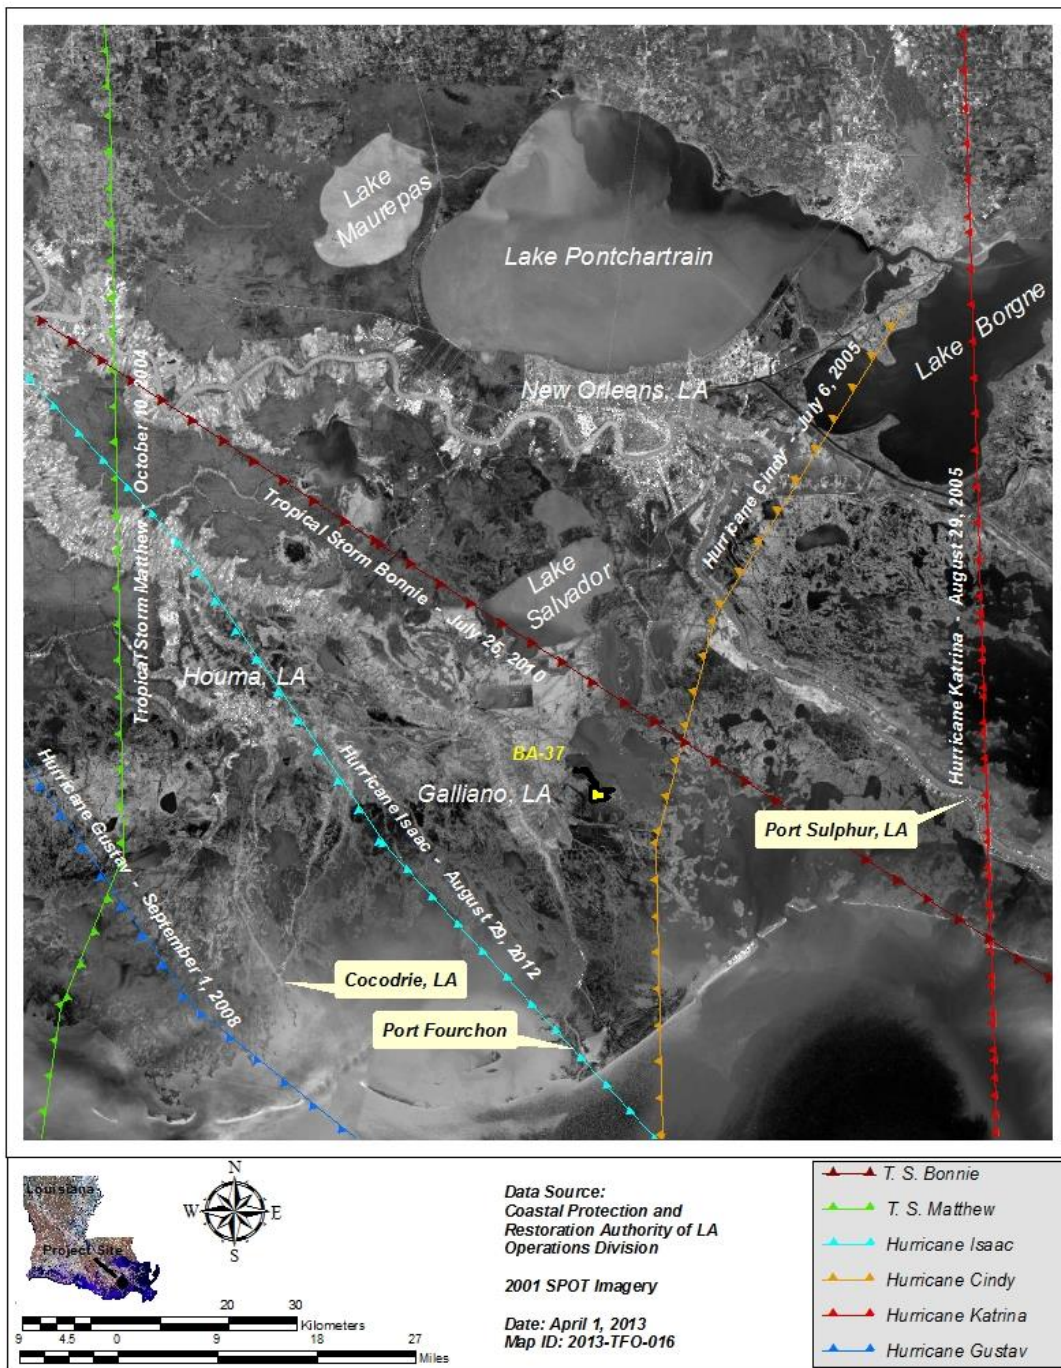 Lake
Maurepas
Lake Pontchartrain
Lake Borgne
New Orleans, LA
Tropical Storm Matthew - October 10, 2004
Hurricane Cindy - July 6, 2005
Tropical Storm Bonnie - July 25, 2010
Lake
Salvador
Hurricane Katrina - August 29, 2005
Houma, LA
BA-37
Galliano, LA
Hurricane Isaac - August 29, 2012
Hurricane Gustav - September 1, 2008
Port Sulphur, LA
Cocodrie, LA
Port Fourchon
Louisiana
Project Site
N
W E
S
20 30
Kilometers
9 4.5 0 9 18 27
Miles
Data Source:
Coastal Protection and
Restoration Authority of LA
Operations Division
2001 SPOT Imagery
Date: April 1, 2013
Map ID: 2013-TFO-016
T. S. Bonnie
T. S. Matthew
Hurricane Isaac
Hurricane Cindy
Hurricane Katrina
Hurricane Gustav